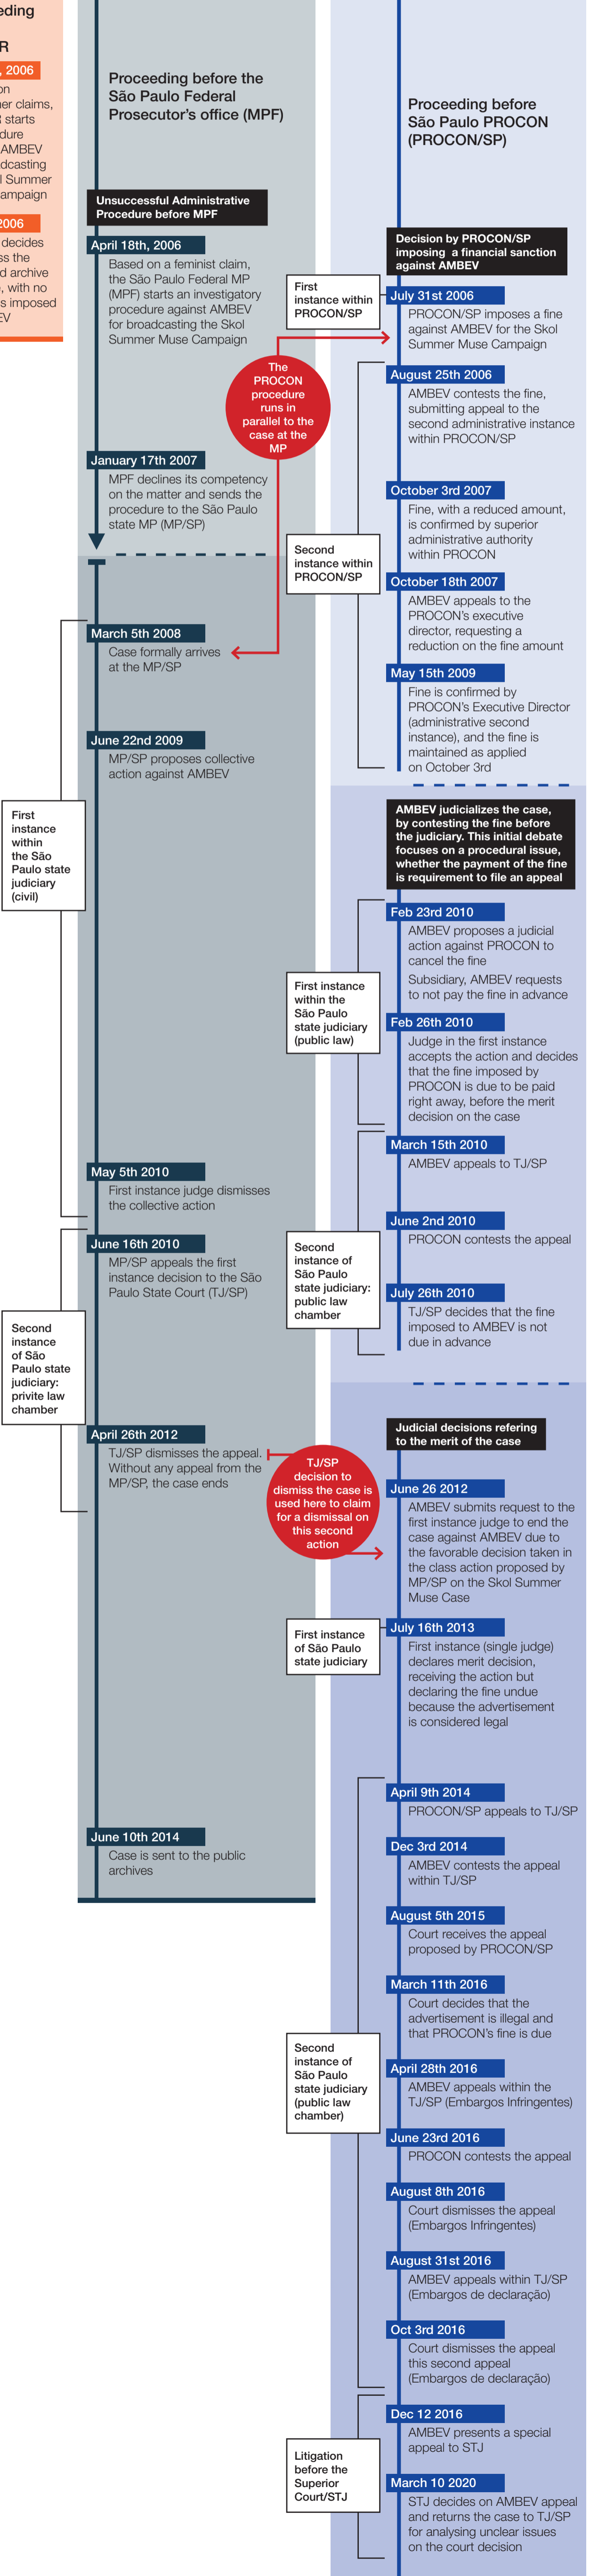 eding
R
, 2006
on
ner claims,
starts
dure
AMBEV
adcasting
l Summer
ampaign
2006
decides
ss the
d archive
, with no
s imposed
EV
Proceeding before the
São Paulo Federal
Prosecutor's office (MPF)
Unsuccessful Administrative
Procedure before MPF
April 18th, 2006
Based on a feminist claim,
the São Paulo Federal MP
(MPF) starts an investigatory
procedure against AMBEV
for broadcasting the Skol
Summer Muse Campaign
The
PROCON
procedure
runs in
parallel to the
case at the
MP
January 17th 2007
MPF declines its competency
on the matter and sends the
procedure to the São Paulo
state MP (MP/SP)
March 5th 2008
Case formally arrives
at the MP/SP
June 22nd 2009
MP/SP proposes collective
action against AMBEV
First
instance
within
the São
Paulo state
judiciary
(civil)
May 5th 2010
First instance judge dismisses
the collective action
June 16th 2010
MP/SP appeals the first
instance decision to the São
Paulo State Court (TJ/SP)
Second
instance
of São
Paulo state
judiciary:
privite law
chamber
April 26th 2012
TJ/SP dismisses the appeal.
Without any appeal from the
MP/SP, the case ends
TJ/SP
decision to
dismiss the case is
used here to claim
for a dismissal on
this second
action
June 10th 2014
Case is sent to the public
archives
Proceeding before
São Paulo PROCON
(PROCON/SP)
Decision by PROCON/SP
imposing a financial sanction
against AMBEV
First
instance within
PROCON/SP
July 31st 2006
PROCON/SP imposes a fine
against AMBEV for the Skol
Summer Muse Campaign
August 25th 2006
AMBEV contests the fine,
submitting appeal to the
second administrative instance
within PROCON/SP
October 3rd 2007
Fine, with a reduced amount,
is confirmed by superior
administrative authority
within PROCON
Second
instance within
PROCON/SP
October 18th 2007
AMBEV appeals to the
PROCON's executive
director, requesting a
reduction on the fine amount
May 15th 2009
Fine is confirmed by
PROCON's Executive Director
(administrative second
instance), and the fine is
maintained as applied
on October 3rd
AMBEV judicializes the case,
by contesting the fine before
the judiciary. This initial debate
focuses on a procedural issue,
whether the payment of the fine
is requirement to file an appeal
Feb 23rd 2010
AMBEV proposes a judicial
action against PROCON to
cancel the fine
Subsidiary, AMBEV requests
to not pay the fine in advance
First instance
within the
São Paulo
state judiciary
(public law)
Feb 26th 2010
Judge in the first instance
accepts the action and decides
that the fine imposed by
PROCON is due to be paid
right away, before the merit
decision on the case
March 15th 2010
AMBEV appeals to TJ/SP
June 2nd 2010
PROCON contests the appeal
Second
instance of
São Paulo
state judiciary:
public law
chamber
July 26th 2010
TJ/SP decides that the fine
imposed to AMBEV is not
due in advance
Judicial decisions refering
to the merit of the case
June 26 2012
AMBEV submits request to the
first instance judge to end the
case against AMBEV due to
the favorable decision taken in
the class action proposed by
MP/SP on the Skol Summer
Muse Case
First instance
of São Paulo
state judiciary
July 16th 2013
First instance (single judge)
declares merit decision,
receiving the action but
declaring the fine undue
because the advertisement
is considered legal
April 9th 2014
PROCON/SP appeals to TJ/SP
Dec 3rd 2014
AMBEV contests the appeal
within TJ/SP
August 5th 2015
Court receives the appeal
proposed by PROCON/SP
March 11th 2016
Court decides that the
advertisement is illegal and
that PROCON's fine is due
Second
instance of
São Paulo
state judiciary
(public law
chamber)
April 28th 2016
AMBEV appeals within the
TJ/SP (Embargos Infringentes)
June 23rd 2016
PROCON contests the appeal
August 8th 2016
Court dismisses the appeal
(Embargos Infringentes)
August 31st 2016
AMBEV appeals within TJ/SP
(Embargos de declaração)
Oct 3rd 2016
Court dismisses the appeal
this second appeal
(Embargos de declaração)
Dec 12 2016
AMBEV presents a special
appeal to STJ
Litigation
before the
Superior
Court/STJ
March 10 2020
STJ decides on AMBEV appeal
and returns the case to TJ/SP
for analysing unclear issues
on the court decision